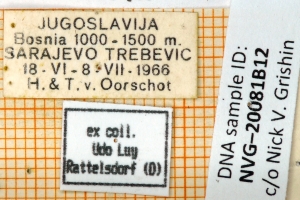 JUGOSLAVIJA
Bosnia 1000-1500 m.
SARAJEVO TREBEVIC
18-VI-8-VII-1966
H. & T. v. Oorschot
ex coll.
Udo Luy
Rattelsdorf (D)
DNA sample ID:
NVG-20081B12
c/o Nick V. Grishin